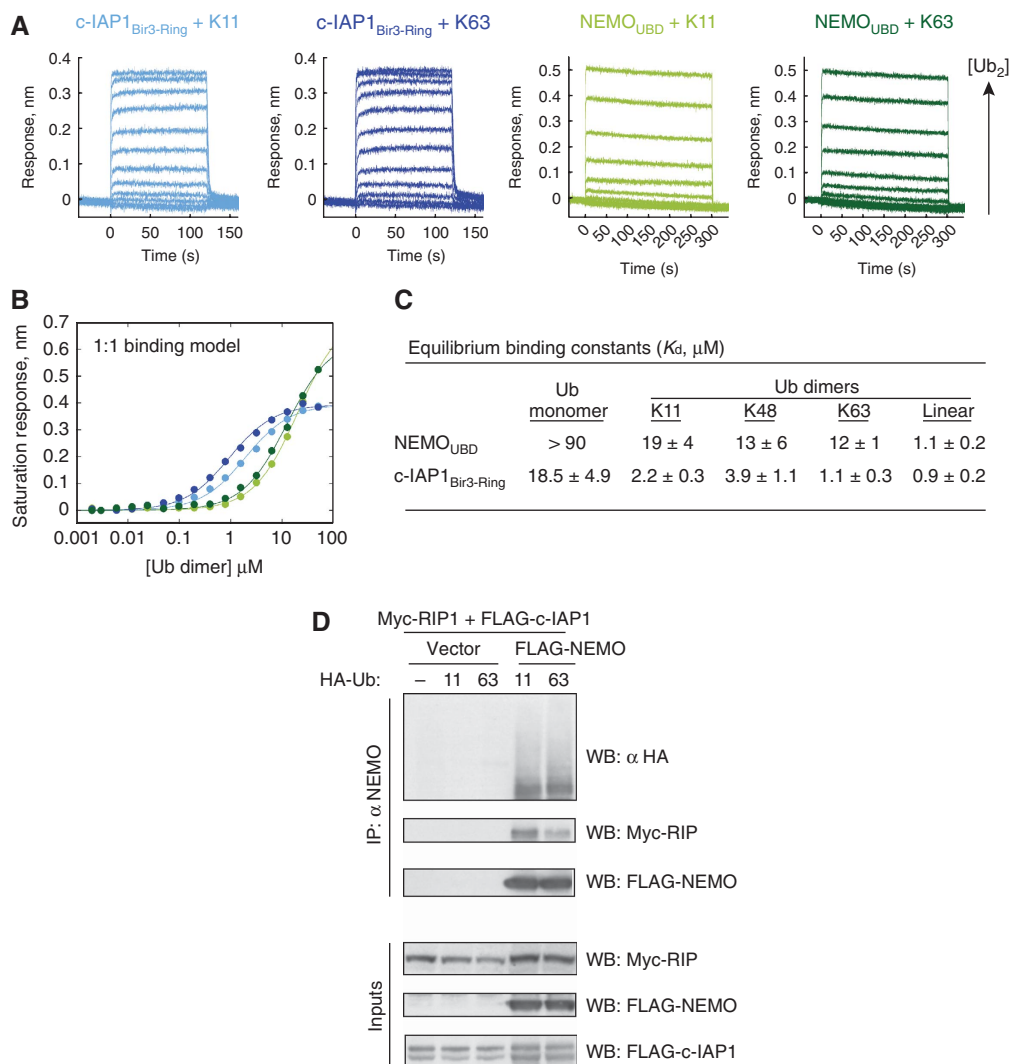 A
c-IAP1Bir3-Ring + K11
c-IAP1Bir3-Ring + K63
NEMOUBD + K11
NEMOUBD + K63
Response, nm
0.4
0.3
0.2
0.1
0
0 50 100 150
Time (s)
Response, nm
0.4
0.3
0.2
0.1
0
0 50 100 150
Time (s)
Response, nm
0.5
0.4
0.3
0.2
0.1
0
0 50 100 150 200 250 300
Time (s)
Response, nm
0.5
0.4
0.3
0.2
0.1
0
0 50 100 150 200 250 300
Time (s)
[Ub2]
B
Saturation response, nm
0.7
0.6
0.5
0.4
0.3
0.2
0.1
0
1:1 binding model
0.001 0.01 0.1 1 10 100
[Ub dimer] μM
C
Equilibrium binding constants (Kd, μM)
Ub monomer
Ub dimers
K11 K48 K63 Linear
NEMOUBD > 90 19 ± 4 13 ± 6 12 ± 1 1.1 ± 0.2
c-IAP1Bir3-Ring 18.5 ± 4.9 2.2 ± 0.3 3.9 ± 1.1 1.1 ± 0.3 0.9 ± 0.2
D
Myc-RIP1 + FLAG-c-IAP1
Vector FLAG-NEMO
HA-Ub: – 11 63 11 63
IP: α NEMO
WB: α HA
WB: Myc-RIP
WB: FLAG-NEMO
Inputs
WB: Myc-RIP
WB: FLAG-NEMO
WB: FLAG-c-IAP1